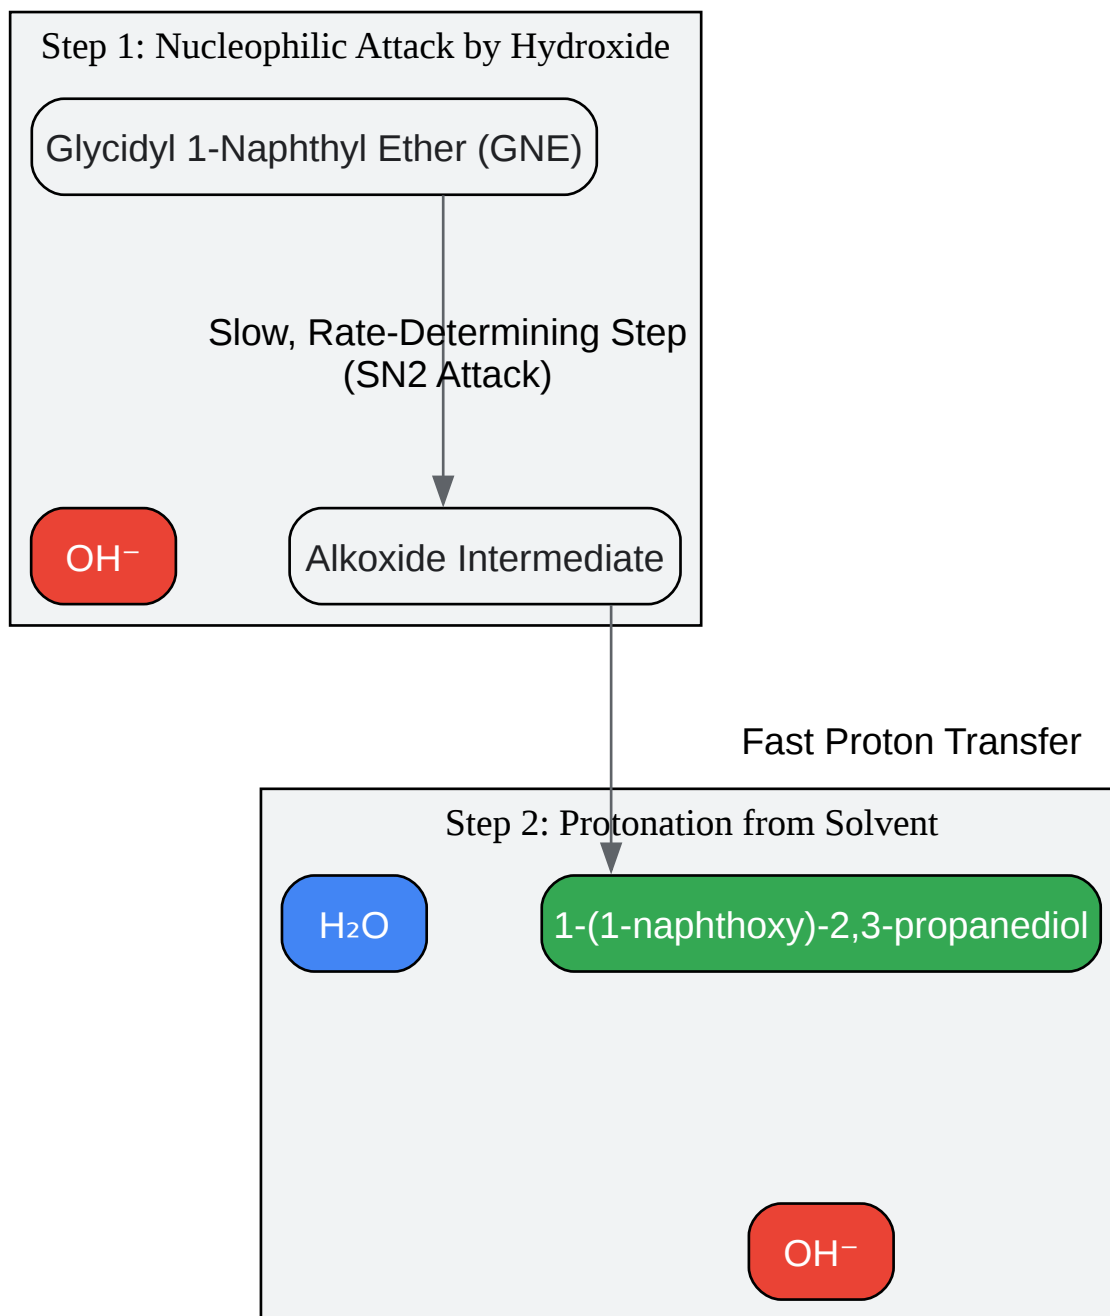 Step 1: Nucleophilic Attack by Hydroxide
Glycidyl 1-Naphthyl Ether (GNE)
Slow, Rate-Determining Step
(SN2 Attack)
OH⁻
Alkoxide Intermediate
Fast Proton Transfer
Step 2: Protonation from Solvent
H₂O
1-(1-naphthoxy)-2,3-propanediol
OH⁻